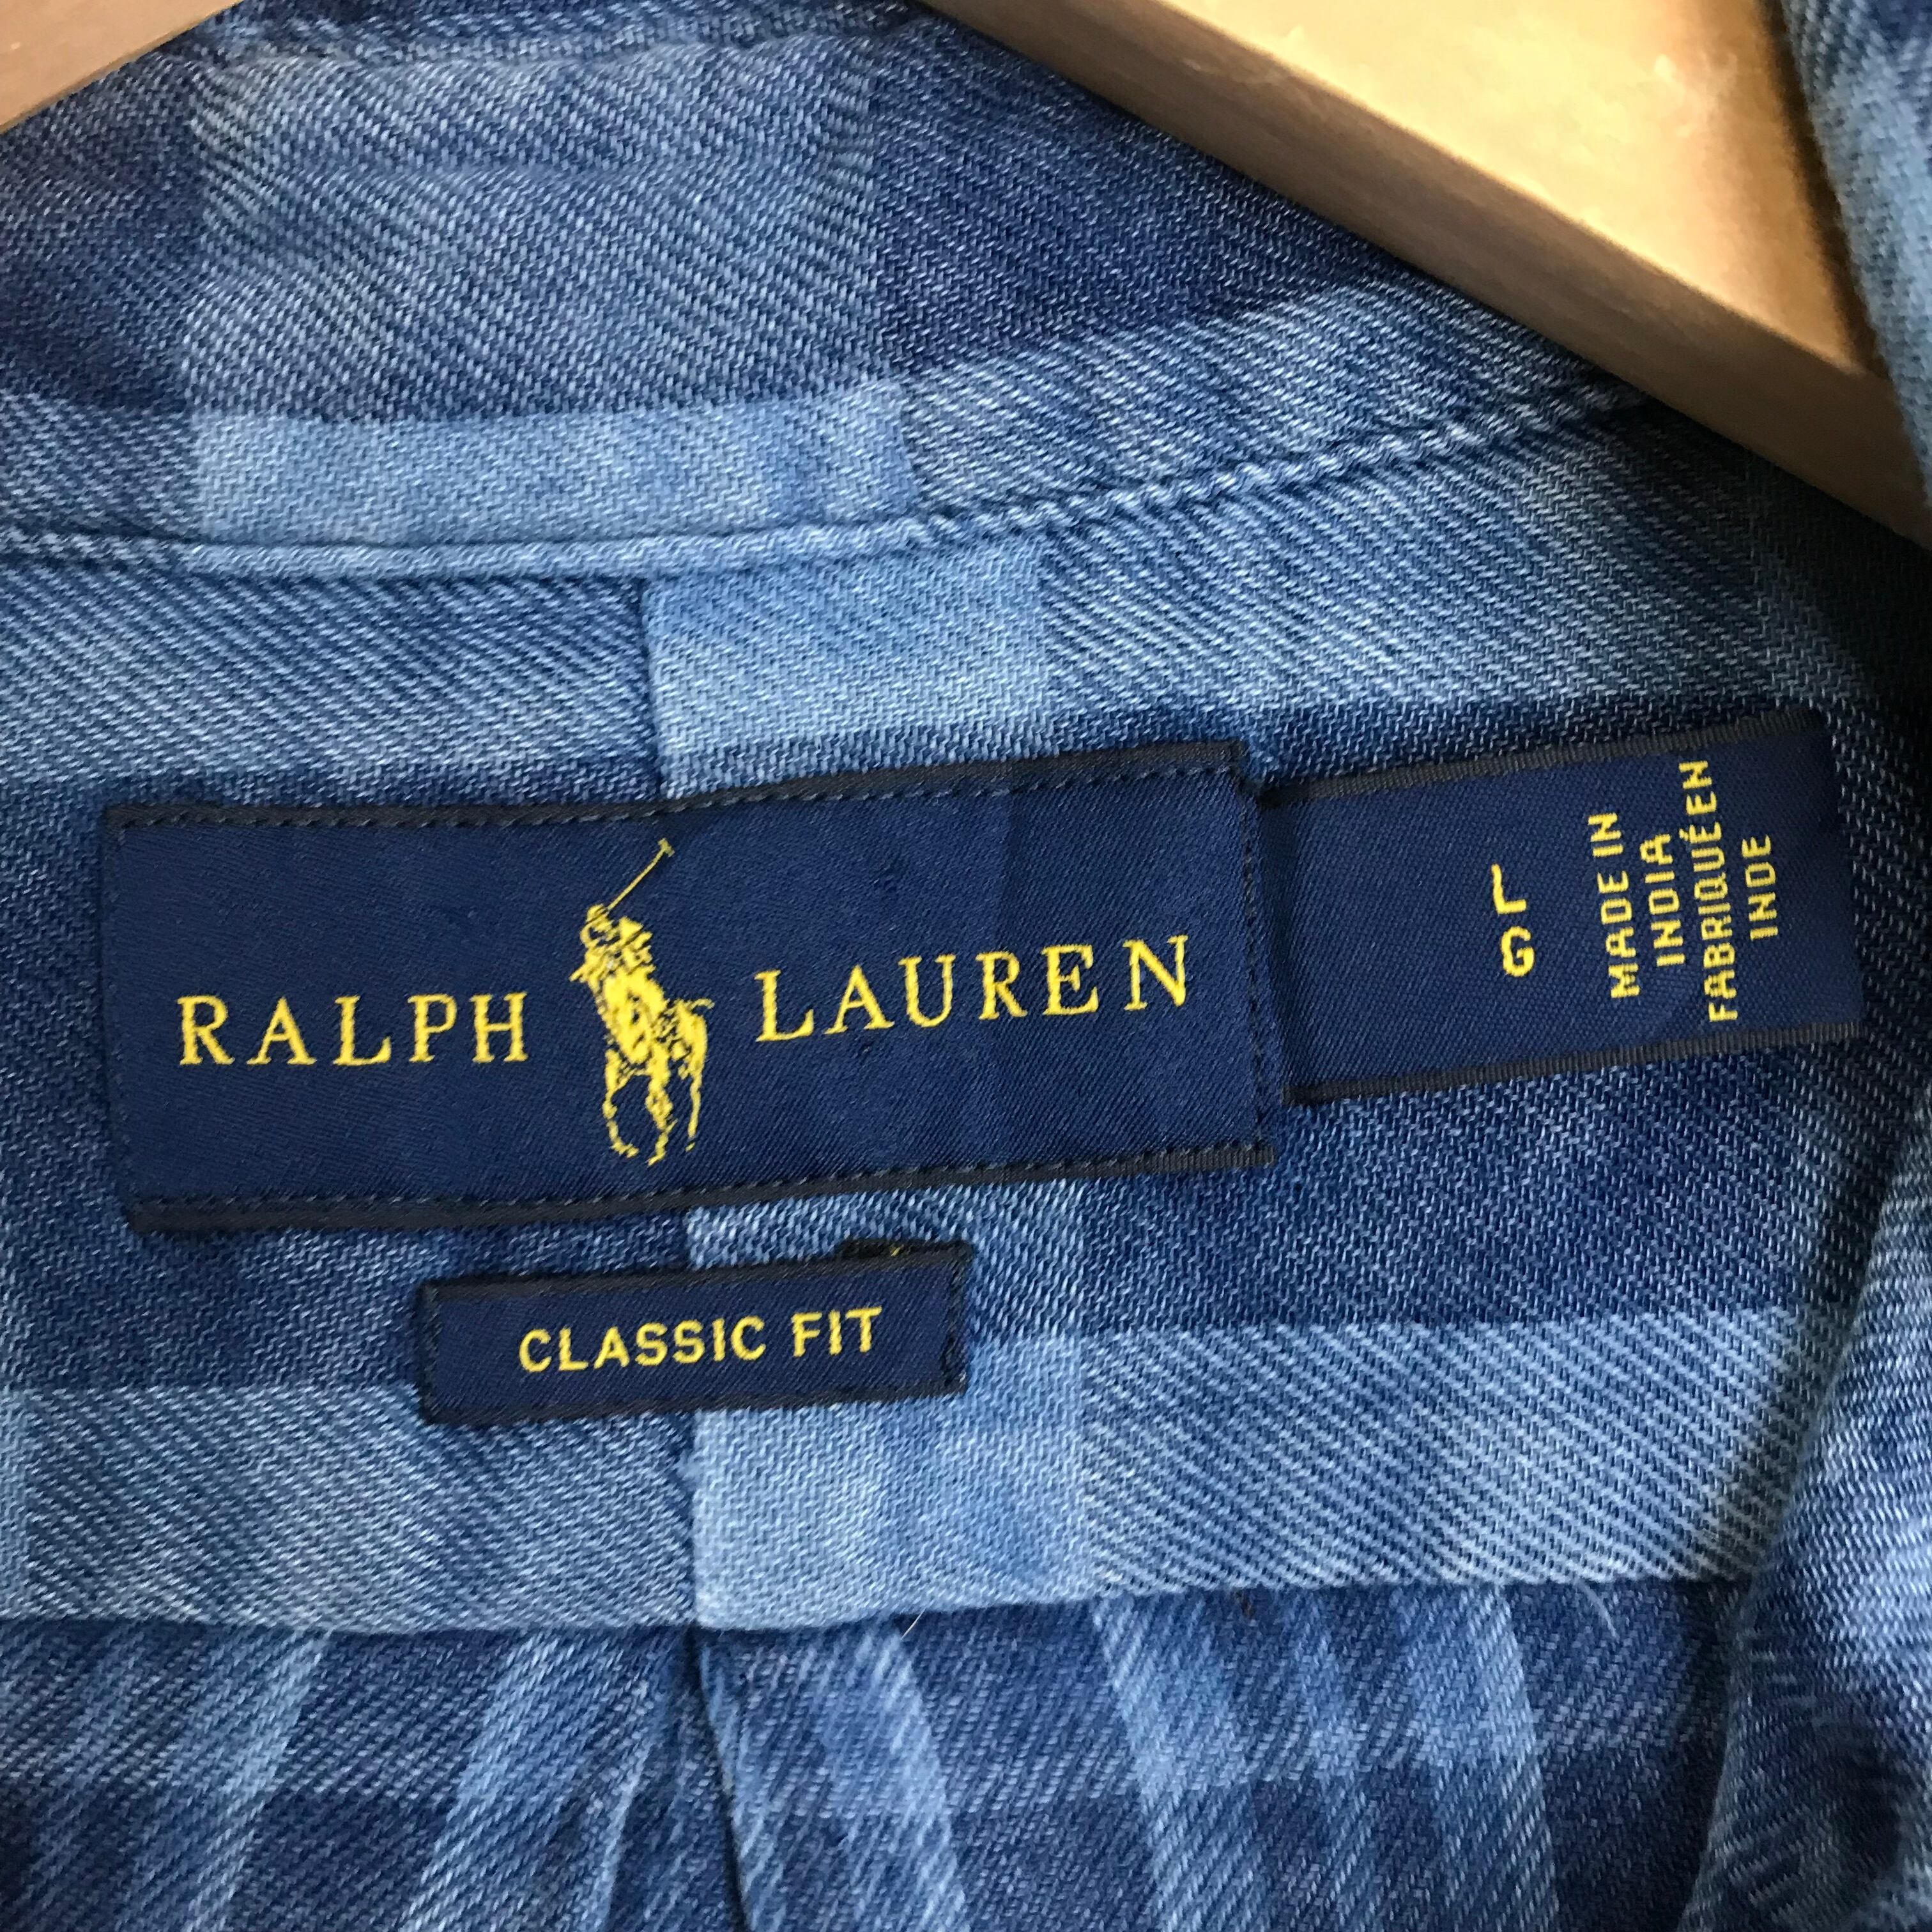 RALPH LAUREN
L
G
MADE IN
INDIA
FABRIQUÉ EN
INDE
CLASSIC FIT